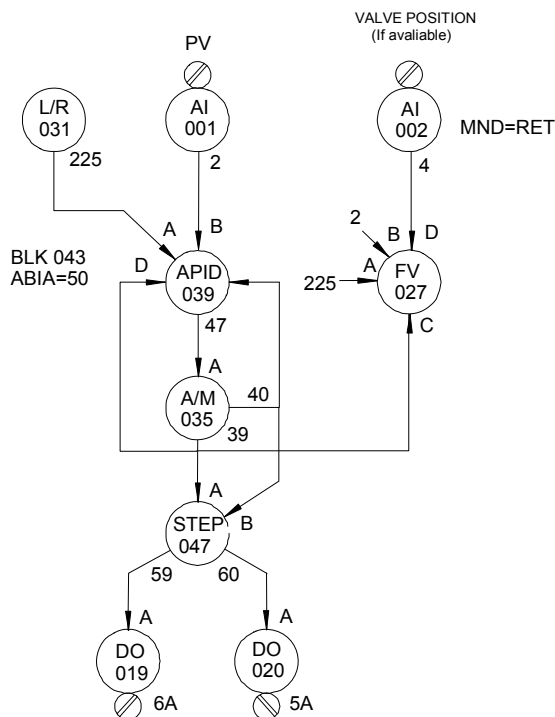 VALVE POSITION
(If avaliable)
PV
L/R
031
AI
001
AI
002
MND=RET
225
2
4
A
B
2
B
D
BLK 043
ABIA=50
D
APID
039
225
A
FV
027
C
47
A
A/M
035
40
39
A
STEP
047
B
59
60
A
A
DO
019
DO
020
6A
5A